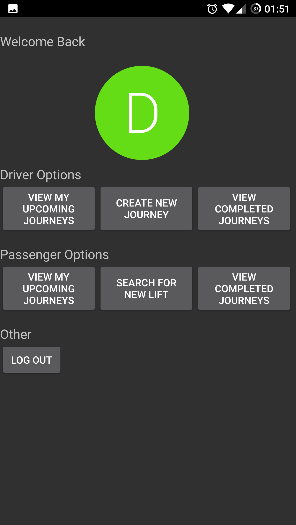 01:51
Welcome Back
D
Driver Options
VIEW MY
UPCOMING
JOURNEYS
CREATE NEW
JOURNEY
VIEW
COMPLETED
JOURNEYS
Passenger Options
VIEW MY
UPCOMING
JOURNEYS
SEARCH FOR
NEW LIFT
VIEW
COMPLETED
JOURNEYS
Other
LOG OUT